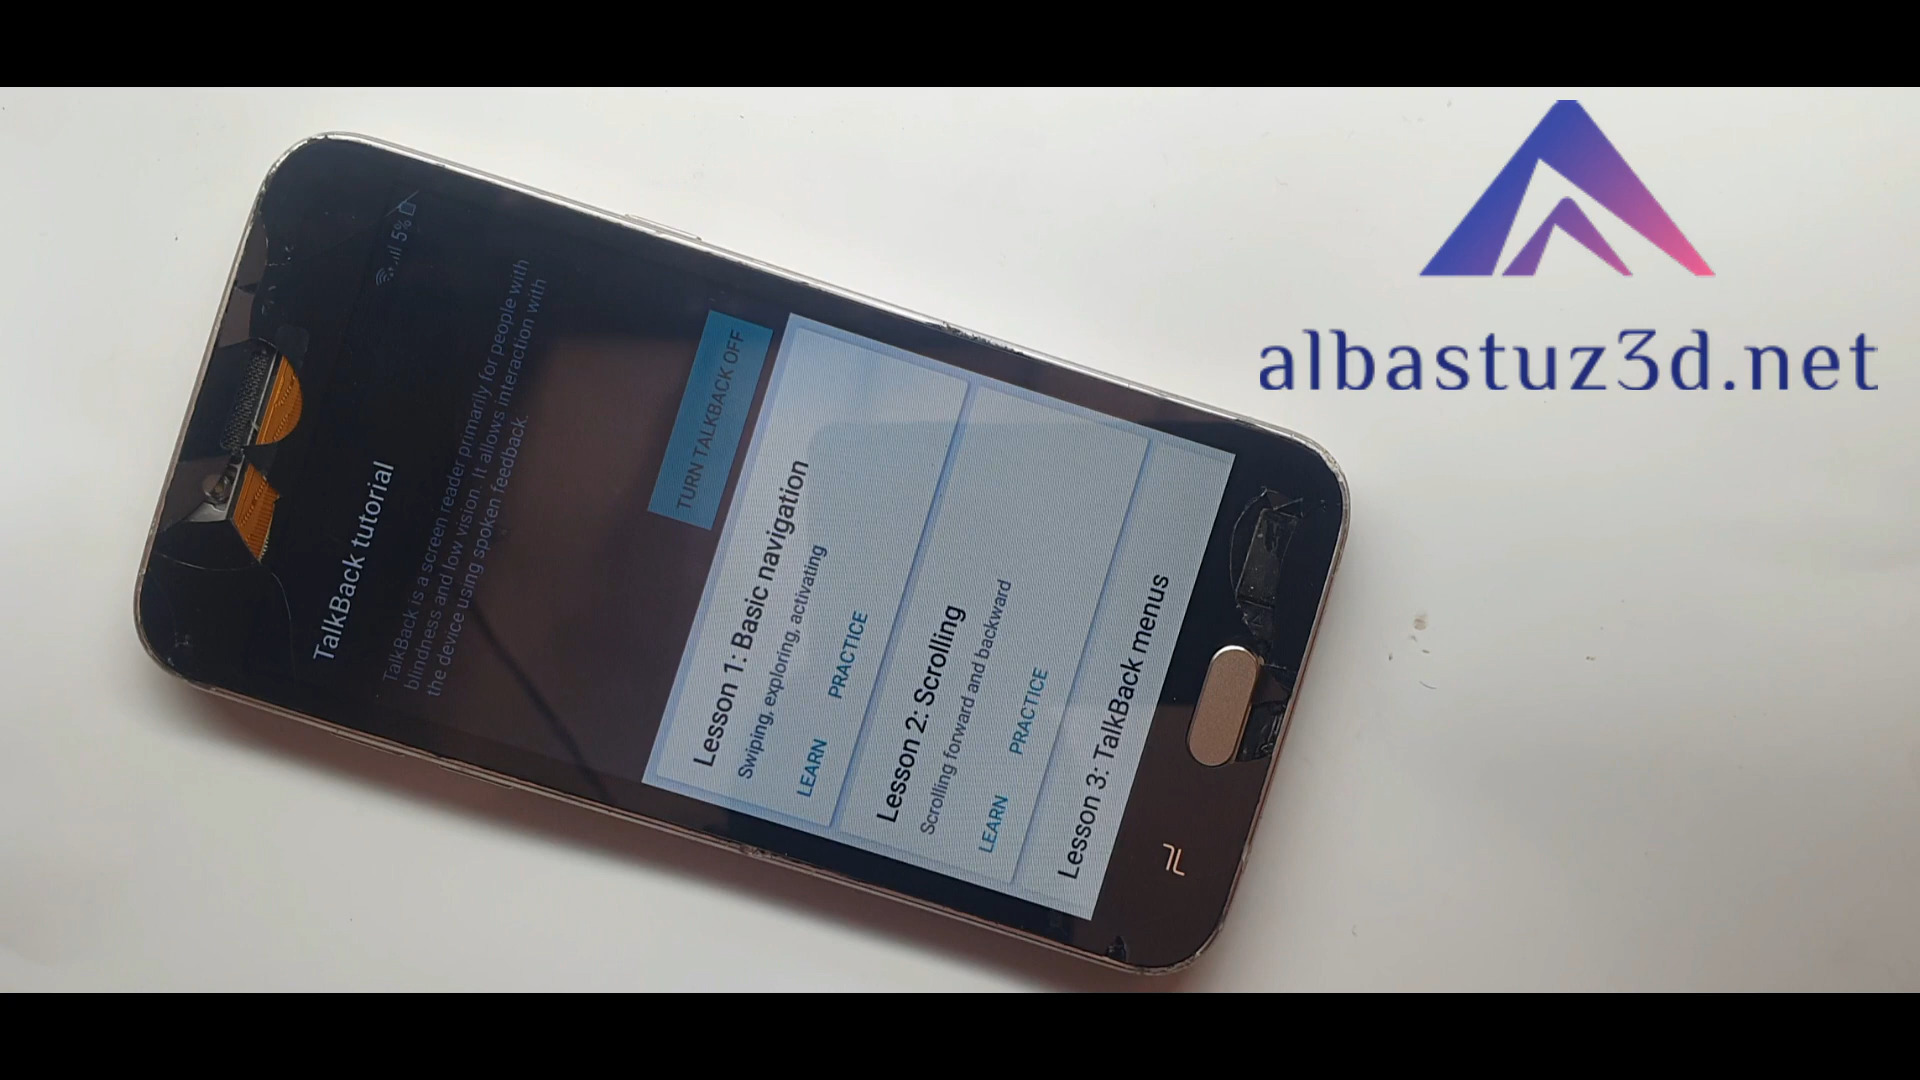 5%
TalkBack tutorial
TalkBack is a screen reader primarily for people with
blindness and low vision. It allows interaction with
the device using spoken feedback.
TURN TALKBACK OFF
Lesson 1: Basic navigation
Swiping, exploring, activating
LEARN PRACTICE
Lesson 2: Scrolling
Scrolling forward and backward
LEARN PRACTICE
Lesson 3: TalkBack menus
albastuz3d.net